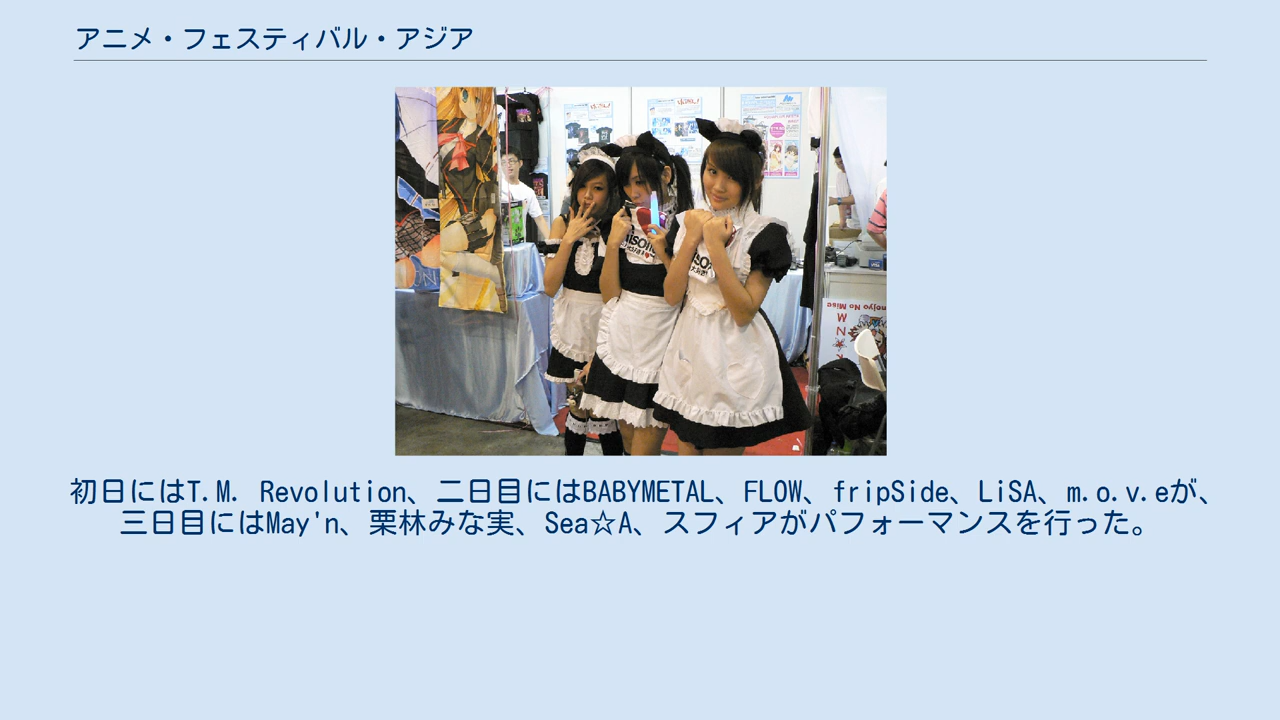 アニメ・フェスティバル・アジア
初日にはT.M. Revolution、二日目にはBABYMETAL、FLOW、fripSide、LiSA、m.o.v.eが、
三日目にはMay'n、栗林みな実、Sea☆A、スフィアがパフォーマンスを行った。